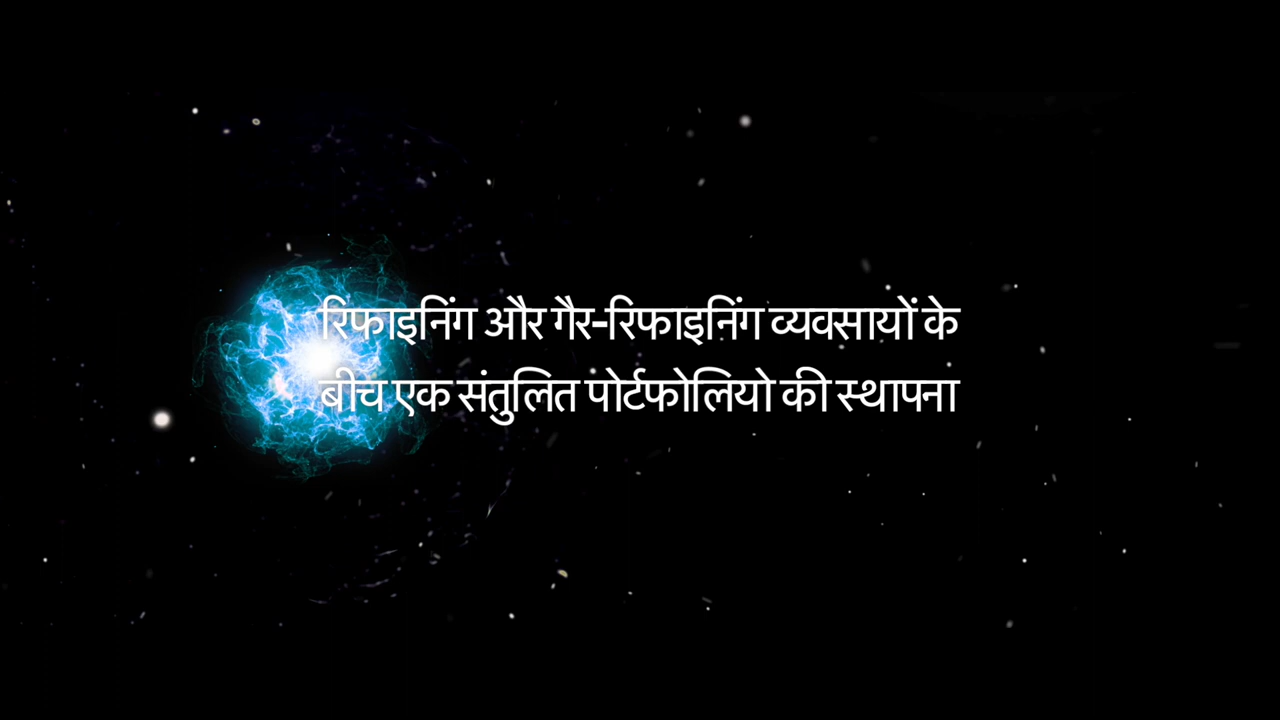 रिफाइनिंग और गैर-रिफाइनिंग व्यवसायों के
बीच एक संतुलित पोर्टफोलियो की स्थापना